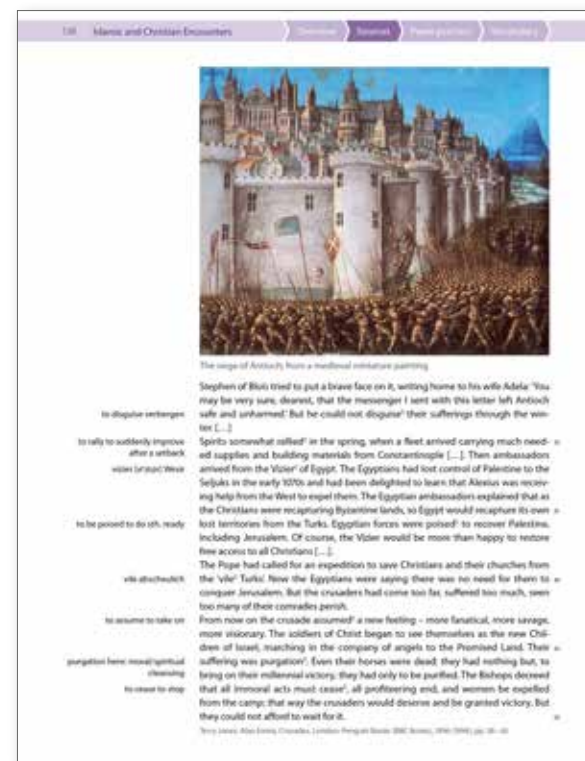 138 Islamic and Christian Encounters Overview Sources Vocabulary
The siege of Antioch, from a medieval miniature painting
Stephen of Blois tried to put a brave face on it, writing home to his wife Adela: 'You
may be very sure, dearest, that the messenger I sent with this letter left Antioch
to disguise verbergen safe and unharmed.' But he could not disguise° their sufferings through the win-
ter […]
to rally to suddenly improve Spirits somewhat rallied° in the spring, when a fleet arrived carrying much need-
after a setback ed supplies and building materials from Constantinople […]. Then ambassadors
vizier Wesir arrived from the Vizier° of Egypt. The Egyptians had lost control of Palestine to the
Seljuks in the early 1070s and had been delighted to learn that Alexius was receiv-
ing help from the West to expel them. The Egyptian ambassadors explained that as
the Christians were recapturing Byzantine lands, so Egypt would recapture its own
to be poised to do sth. ready lost territories from the Turks. Egyptian forces were poised° to recover Palestine,
including Jerusalem. Of course, the Vizier would be more than happy to restore
free access to all Christians […].
The Pope had called for an expedition to save Christians and their churches from
vile abscheulich the 'vile° Turks'. Now the Egyptians were saying there was no need for them to
conquer Jerusalem. But the crusaders had come too far, suffered too much, seen
too many of their comrades perish.
to assume to take on From now on the crusade assumed° a new feeling – more fanatical, more savage,
more visionary. The soldiers of Christ began to see themselves as the new Chil-
dren of Israel, marching in the company of angels to the Promised Land. Their
purgation here: moral/spiritual suffering was purgation°. Even their horses were dead; they had nothing but, to
cleansing bring on their millennial victory, they had only to be purified. The Bishops decreed
to cease to stop that all immoral acts must cease°, all profiteering end, and women be expelled
from the camp; that way the crusaders would deserve and be granted victory. But
they could not afford to wait for it.
Terry Jones, Alan Ereira, Crusades. London: Penguin Books (BBC Books),